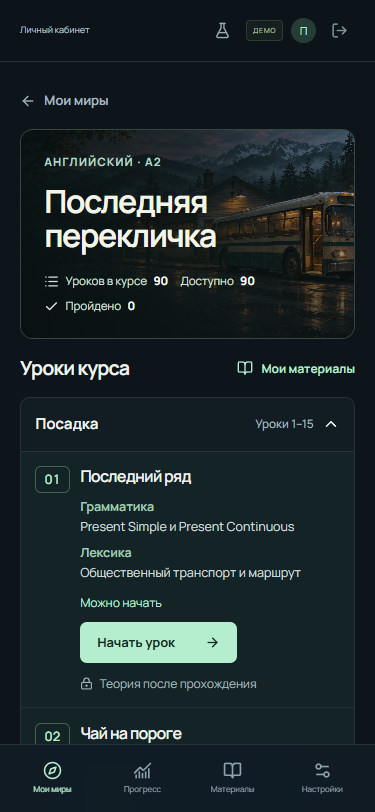 Личный кабинет
ДЕМО
П
Мои миры
АНГЛИЙСКИЙ · A2
Последняя
перекличка
Уроков в курсе 90 Доступно 90
Пройдено 0
Уроки курса
Мои материалы
Посадка
Уроки 1–15
01
Последний ряд
Грамматика
Present Simple и Present Continuous
Лексика
Общественный транспорт и маршрут
Можно начать
Начать урок
Теория после прохождения
02
Чай на пороге
Мои миры
Прогресс
Материалы
Настройки